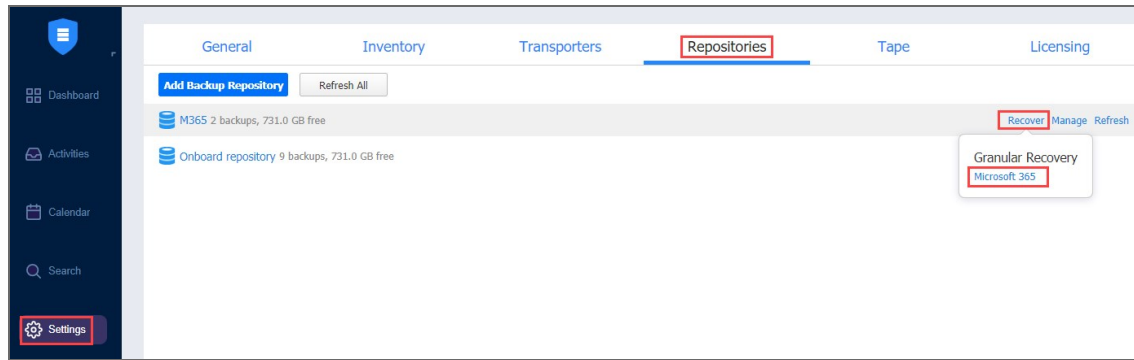 General Inventory Transporters Repositories Tape Licensing
Add Backup Repository Refresh All
Dashboard
M365 2 backups, 731.0 GB free Recover Manage Refresh
Activities
Onboard repository 9 backups, 731.0 GB free
Granular Recovery
Microsoft 365
Calendar
Search
Settings